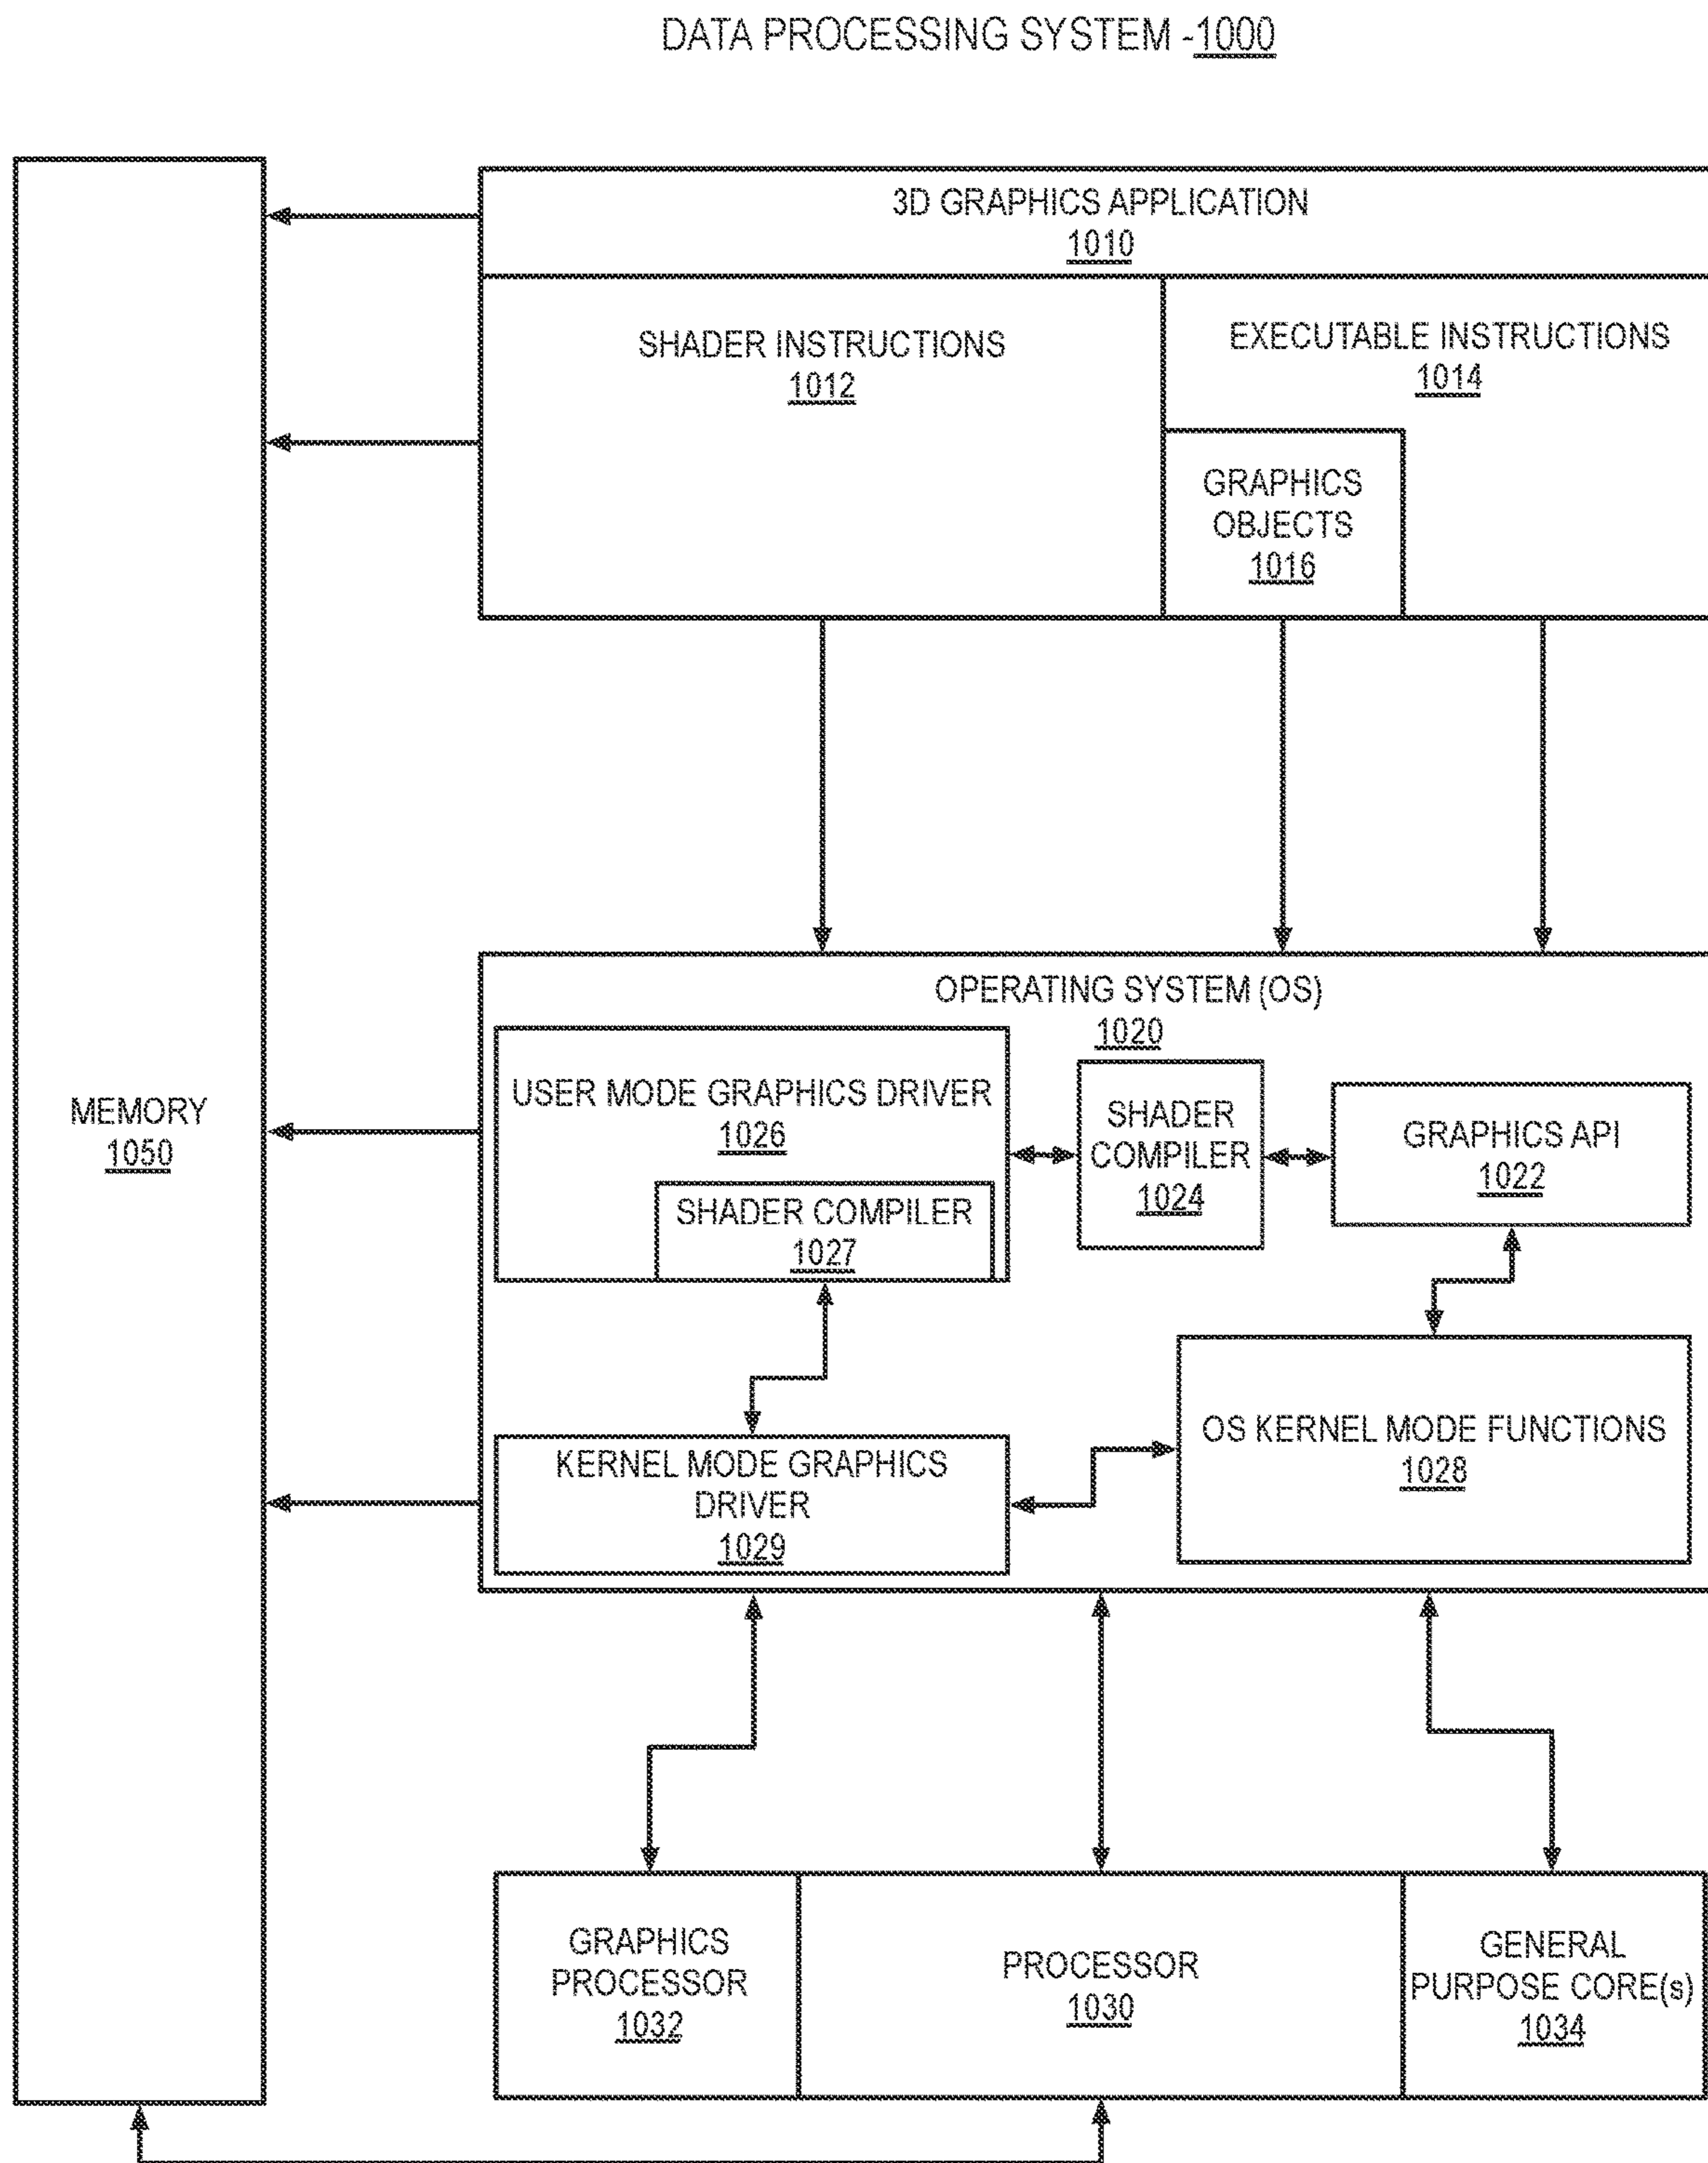 DATA PROCESSING SYSTEM -1000
3D GRAPHICS APPLICATION
1010
SHADER INSTRUCTIONS
1012
EXECUTABLE INSTRUCTIONS
1014
GRAPHICS
OBJECTS
1016
MEMORY
1050
OPERATING SYSTEM (OS)
1020
USER MODE GRAPHICS DRIVER
1026
SHADER COMPILER
1027
SHADER
COMPILER
1024
GRAPHICS API
1022
KERNEL MODE GRAPHICS
DRIVER
1029
OS KERNEL MODE FUNCTIONS
1028
GRAPHICS
PROCESSOR
1032
PROCESSOR
1030
GENERAL
PURPOSE CORE(s)
1034